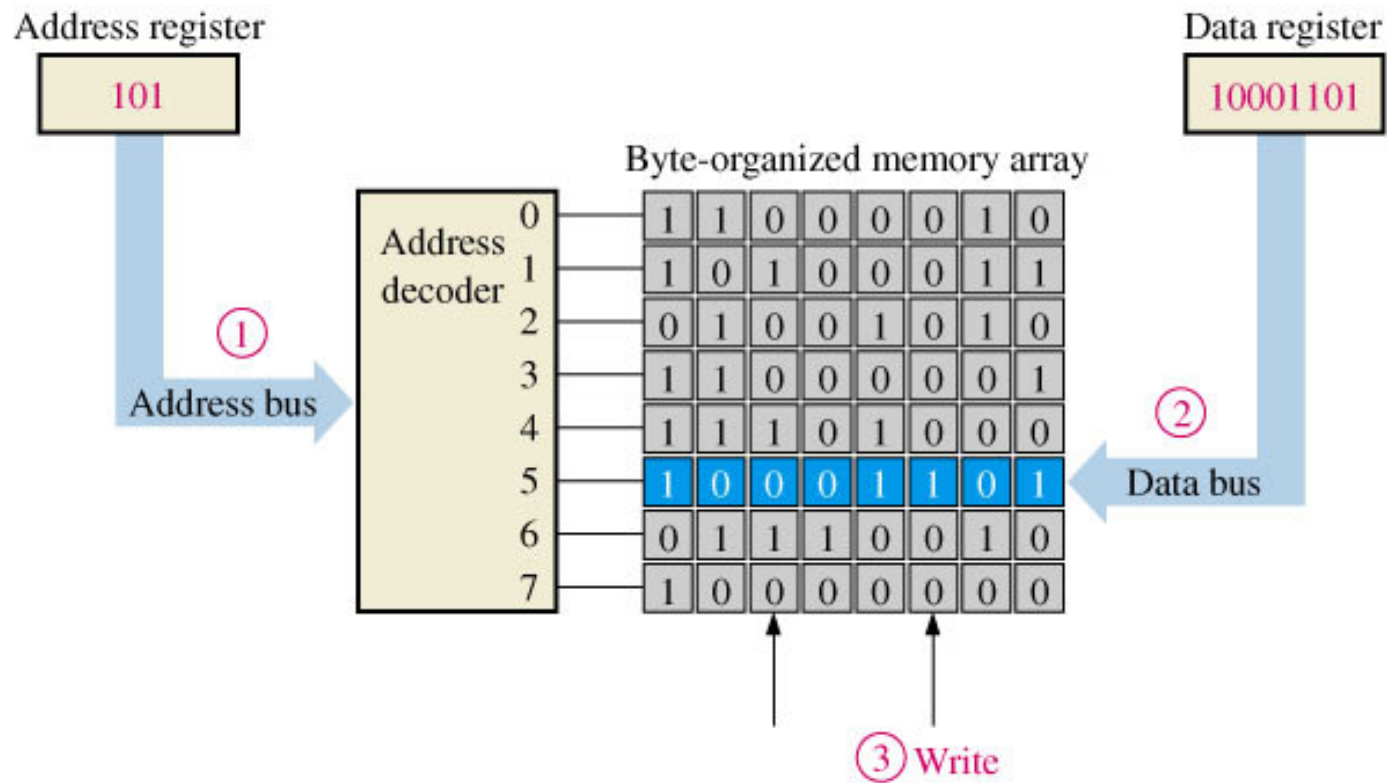 Address register
Data register
101
10001101
Byte-organized memory array
Address
decoder
0 1 1 0 0 0 0 1 0
1 1 0 1 0 0 0 1 1
2 0 1 0 0 1 0 1 0
3 1 1 0 0 0 0 0 1
4 1 1 1 0 1 0 0 0
5 1 0 0 0 1 1 0 1
6 0 1 1 1 0 0 1 0
7 1 0 0 0 0 0 0 0
1
Address bus
2
Data bus
3 Write